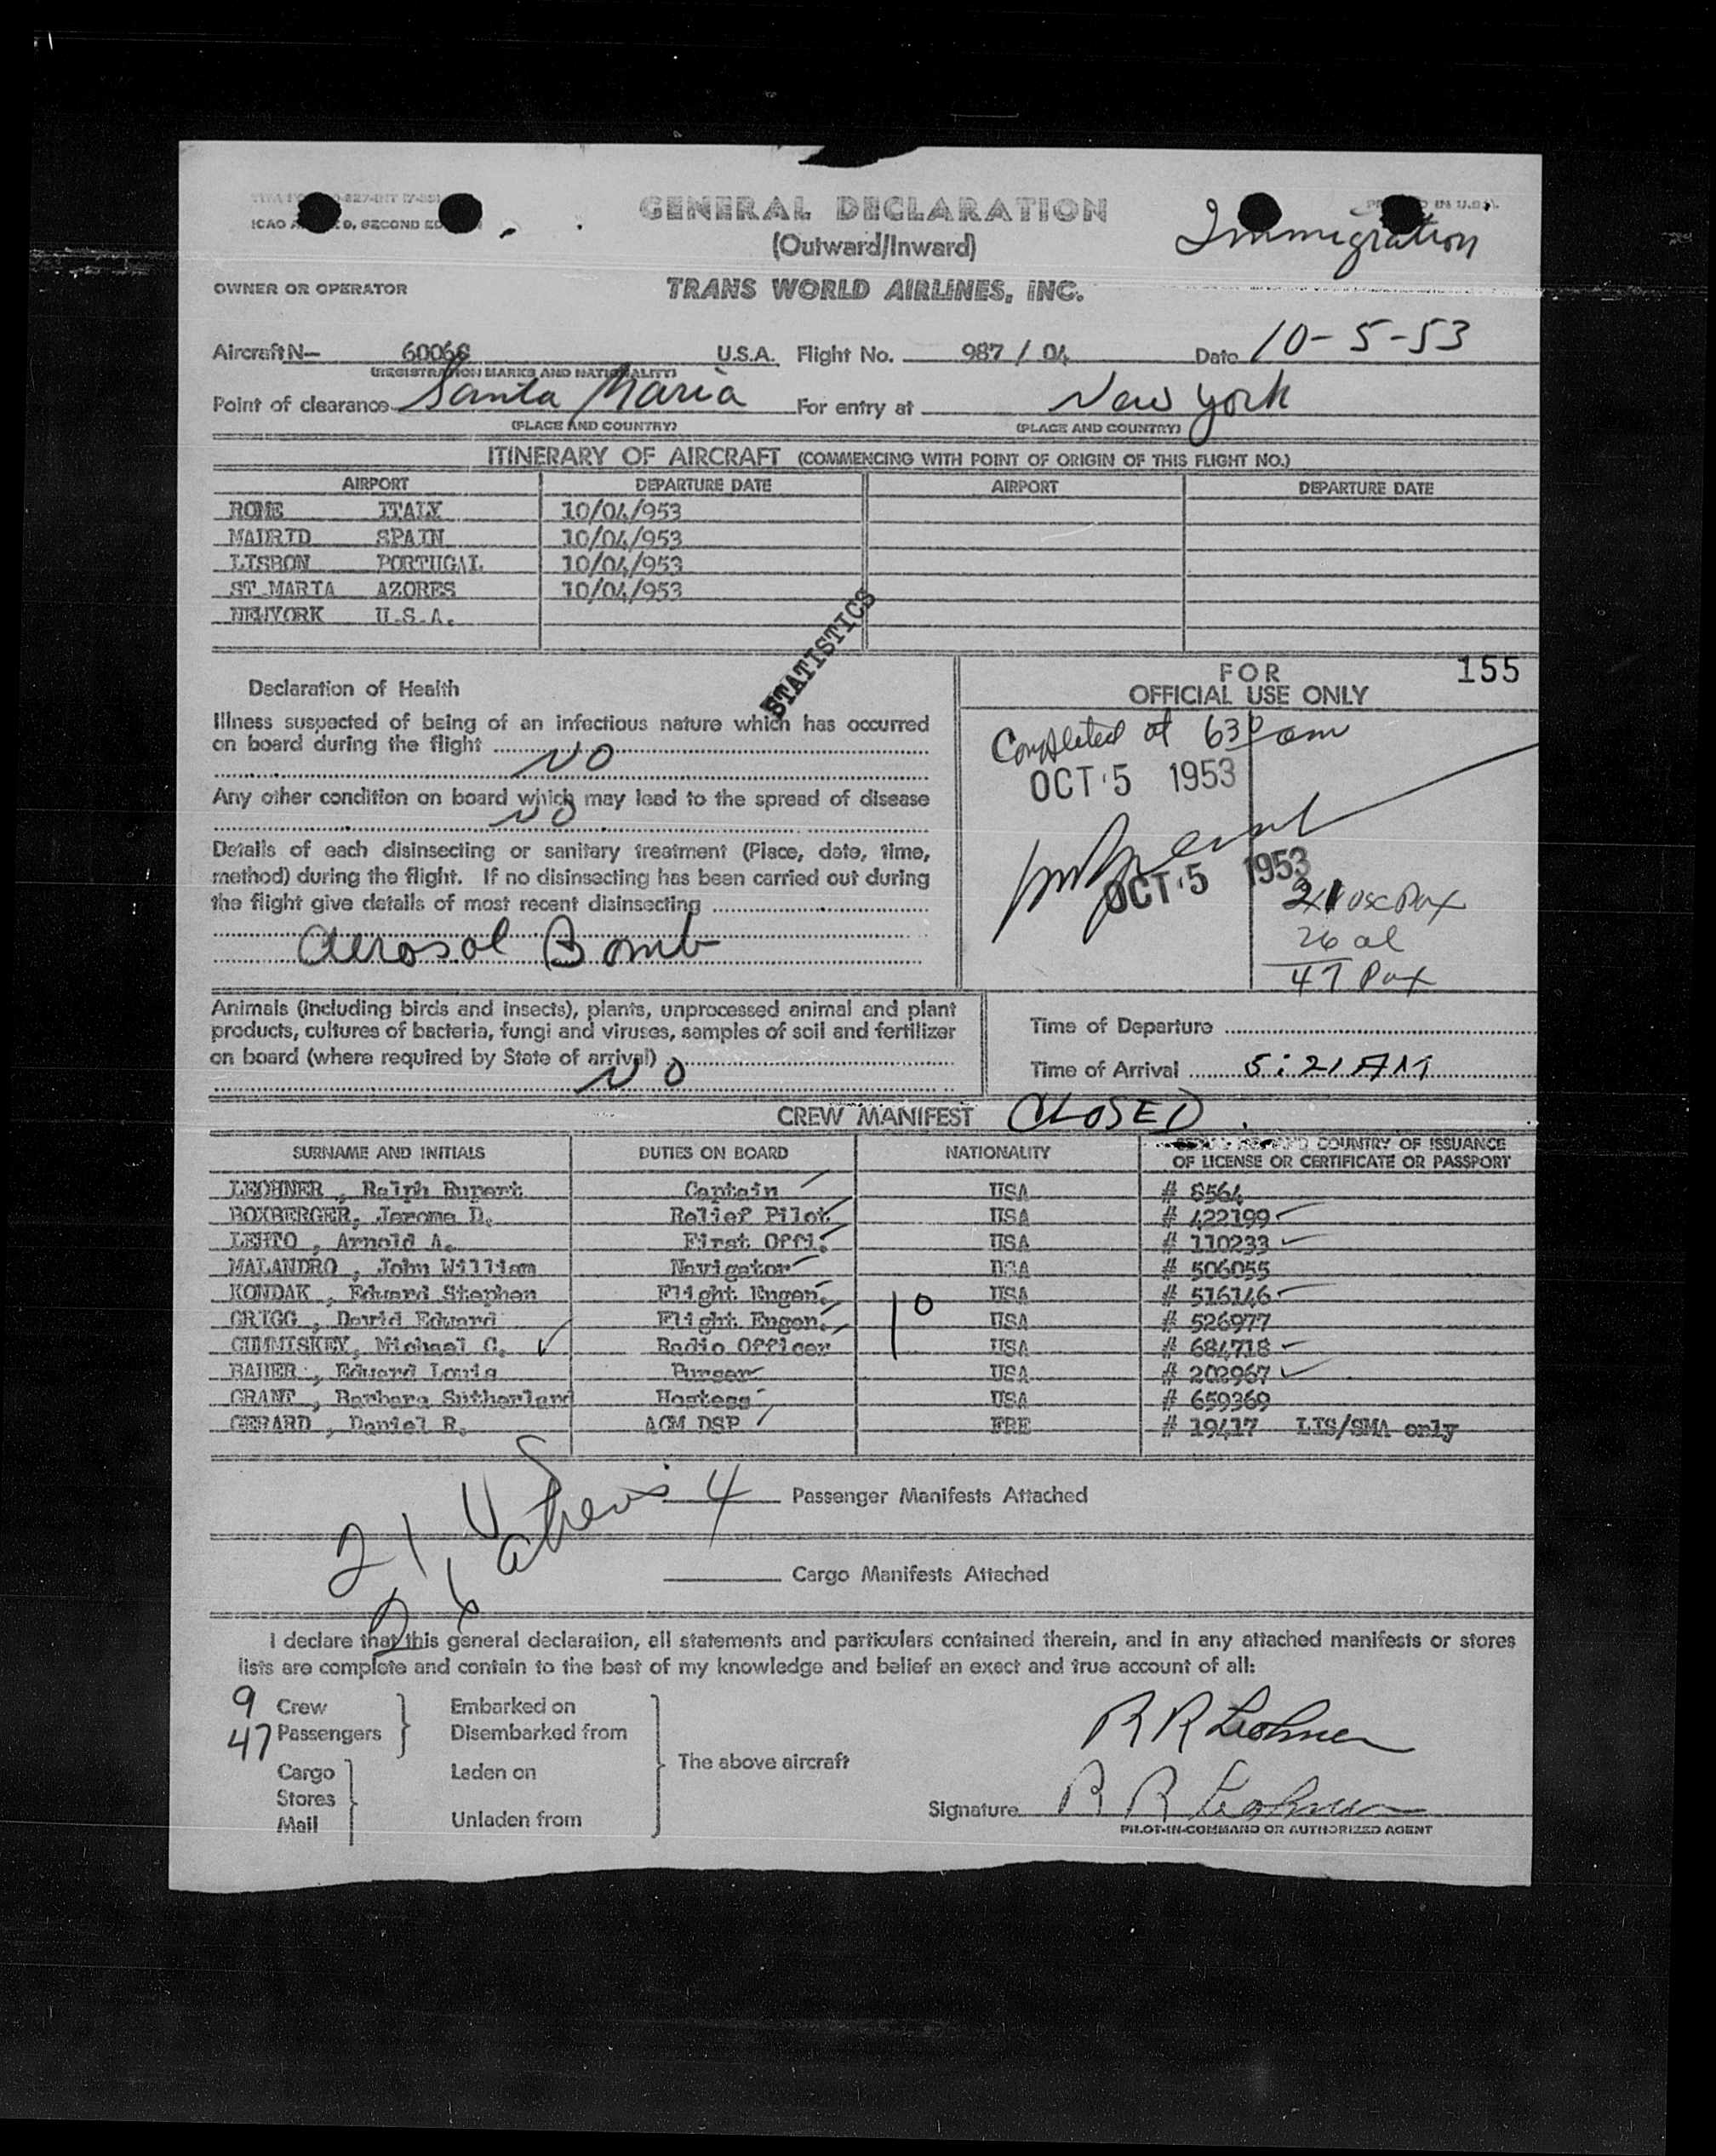 ICAO
GENERAL DECLARATION
(Outward/Inward)
Immigration
OWNER OR OPERATOR TRANS WORLD AIRLINES, INC.
Aircraft N— U.S.A. Flight No. 987 / 04 Date 10-5-53
(REGISTRATION MARKS AND NATIONALITY)
Point of clearance Santa Maria For entry at New York
(PLACE AND COUNTRY) (PLACE AND COUNTRY)
ITINERARY OF AIRCRAFT (COMMENCING WITH POINT OF ORIGIN OF THIS FLIGHT NO.)
AIRPORT DEPARTURE DATE AIRPORT DEPARTURE DATE
ROME ITALY 10/04/953
MADRID SPAIN 10/04/953
LISBON PORTUGAL 10/04/953
ST MARIA AZORES 10/04/953
NEWYORK U.S.A.
STATISTICS
FOR 155
OFFICIAL USE ONLY
Declaration of Health
Illness suspected of being of an infectious nature which has occurred
on board during the flight NO
Any other condition on board which may lead to the spread of disease
NO
Details of each disinsecting or sanitary treatment (Place, date, time,
method) during the flight. If no disinsecting has been carried out during
the flight give details of most recent disinsecting
Aerosol Bomb
Completed at 630 am
OCT 5 1953
OCT 5 1953
21 usc Pax
26 al
47 Pax
Animals (including birds and insects), plants, unprocessed animal and plant
products, cultures of bacteria, fungi and viruses, samples of soil and fertilizer
on board (where required by State of arrival)
NO
Time of Departure
Time of Arrival 5:21 AM
CREW MANIFEST CLOSED
SURNAME AND INITIALS DUTIES ON BOARD NATIONALITY AND COUNTRY OF ISSUANCE
OF LICENSE OR CERTIFICATE OR PASSPORT
LEOHNER , Ralph Rupert Captain USA # 8564
BOXBERGER, Jerome D. Relief Pilot USA # 422199
LEHTO , Arnold A. First Offi. USA # 110233
MALANDRO , John William Navigator USA # 506055
KONDAK , Edward Stephen Flight Engen. USA # 516146
GRIGG , David Edward Flight Engen. USA # 526977
CUMMISKEY, Michael C. Radio Officer USA # 684718
BAUER , Edward Louis Purser USA # 202967
GRANT , Barbara Sutherland Hostess USA # 659369
GERARD , Daniel R. ACM DSP FRE # 19417 LIS/SMA only
10
4 Passenger Manifests Attached
21 U
26
Cargo Manifests Attached
I declare that this general declaration, all statements and particulars contained therein, and in any attached manifests or stores
lists are complete and contain to the best of my knowledge and belief an exact and true account of all:
9 Crew Embarked on
47 Passengers Disembarked from
The above aircraft
Cargo Laden on
Stores
Mail Unladen from
R R Leohner
Signature R R Leohner
PILOT-IN-COMMAND OR AUTHORIZED AGENT